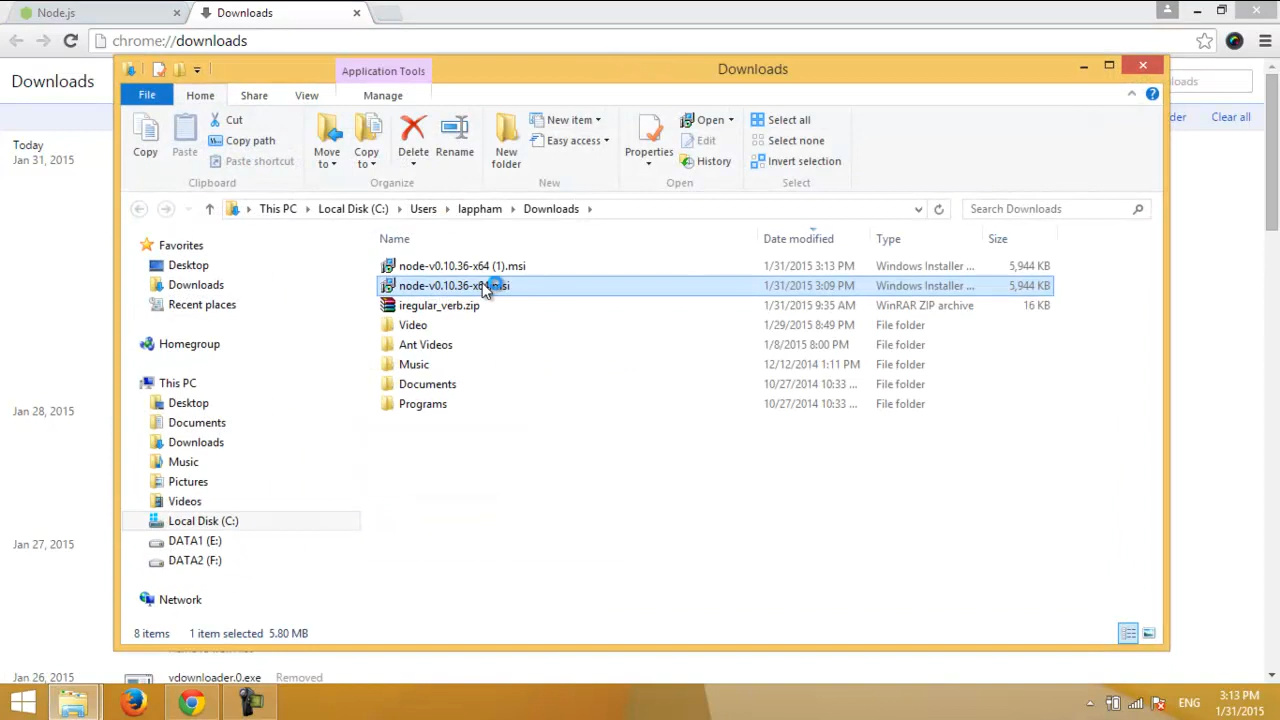 Node.js
Downloads
chrome://downloads
Downloads
Application Tools
Downloads
File Home Share View Manage
Copy Paste Cut Copy path Paste shortcut
Clipboard
Move to Copy to Delete Rename
Organize
New folder New item Easy access
New
Properties Open Edit History
Open
Select all Select none Invert selection
Select
Clear all
This PC Local Disk (C:) Users lappham Downloads
Search Downloads
Name Date modified Type Size
node-v0.10.36-x64 (1).msi 1/31/2015 3:13 PM Windows Installer ... 5,944 KB
node-v0.10.36-x64.msi 1/31/2015 3:09 PM Windows Installer ... 5,944 KB
iregular_verb.zip 1/31/2015 9:35 AM WinRAR ZIP archive 16 KB
Video 1/29/2015 8:49 PM File folder
Ant Videos 1/8/2015 8:00 PM File folder
Music 12/12/2014 1:11 PM File folder
Documents 10/27/2014 10:33 ... File folder
Programs 10/27/2014 10:33 ... File folder
Favorites
Desktop
Downloads
Recent places
Homegroup
This PC
Desktop
Documents
Downloads
Music
Pictures
Videos
Local Disk (C:)
DATA1 (E:)
DATA2 (F:)
Network
8 items 1 item selected 5.80 MB
Today
Jan 31, 2015
Jan 28, 2015
Jan 27, 2015
Jan 26, 2015
vdownloader.0.exe Removed
ENG
3:13 PM
1/31/2015